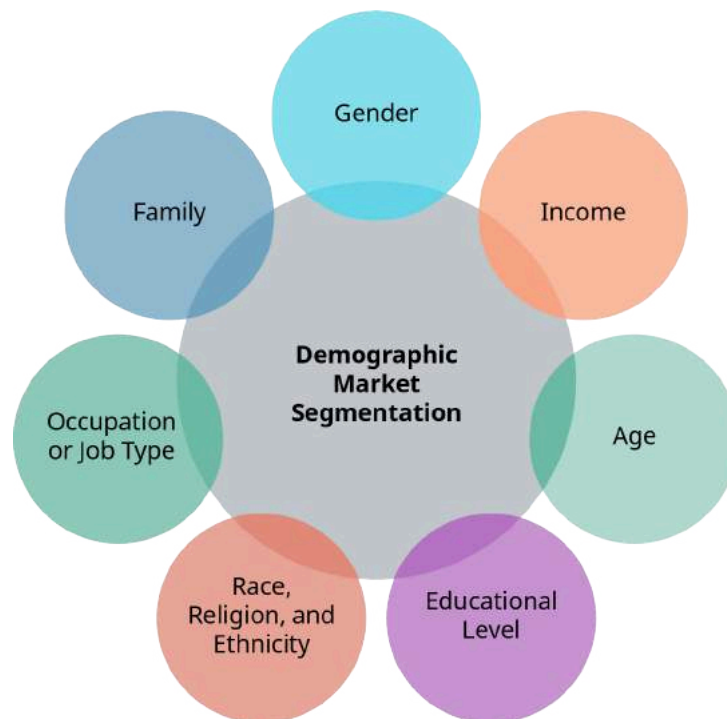 Gender
Family
Income
Demographic
Market
Segmentation
Occupation
or Job Type
Age
Race,
Religion, and
Ethnicity
Educational
Level